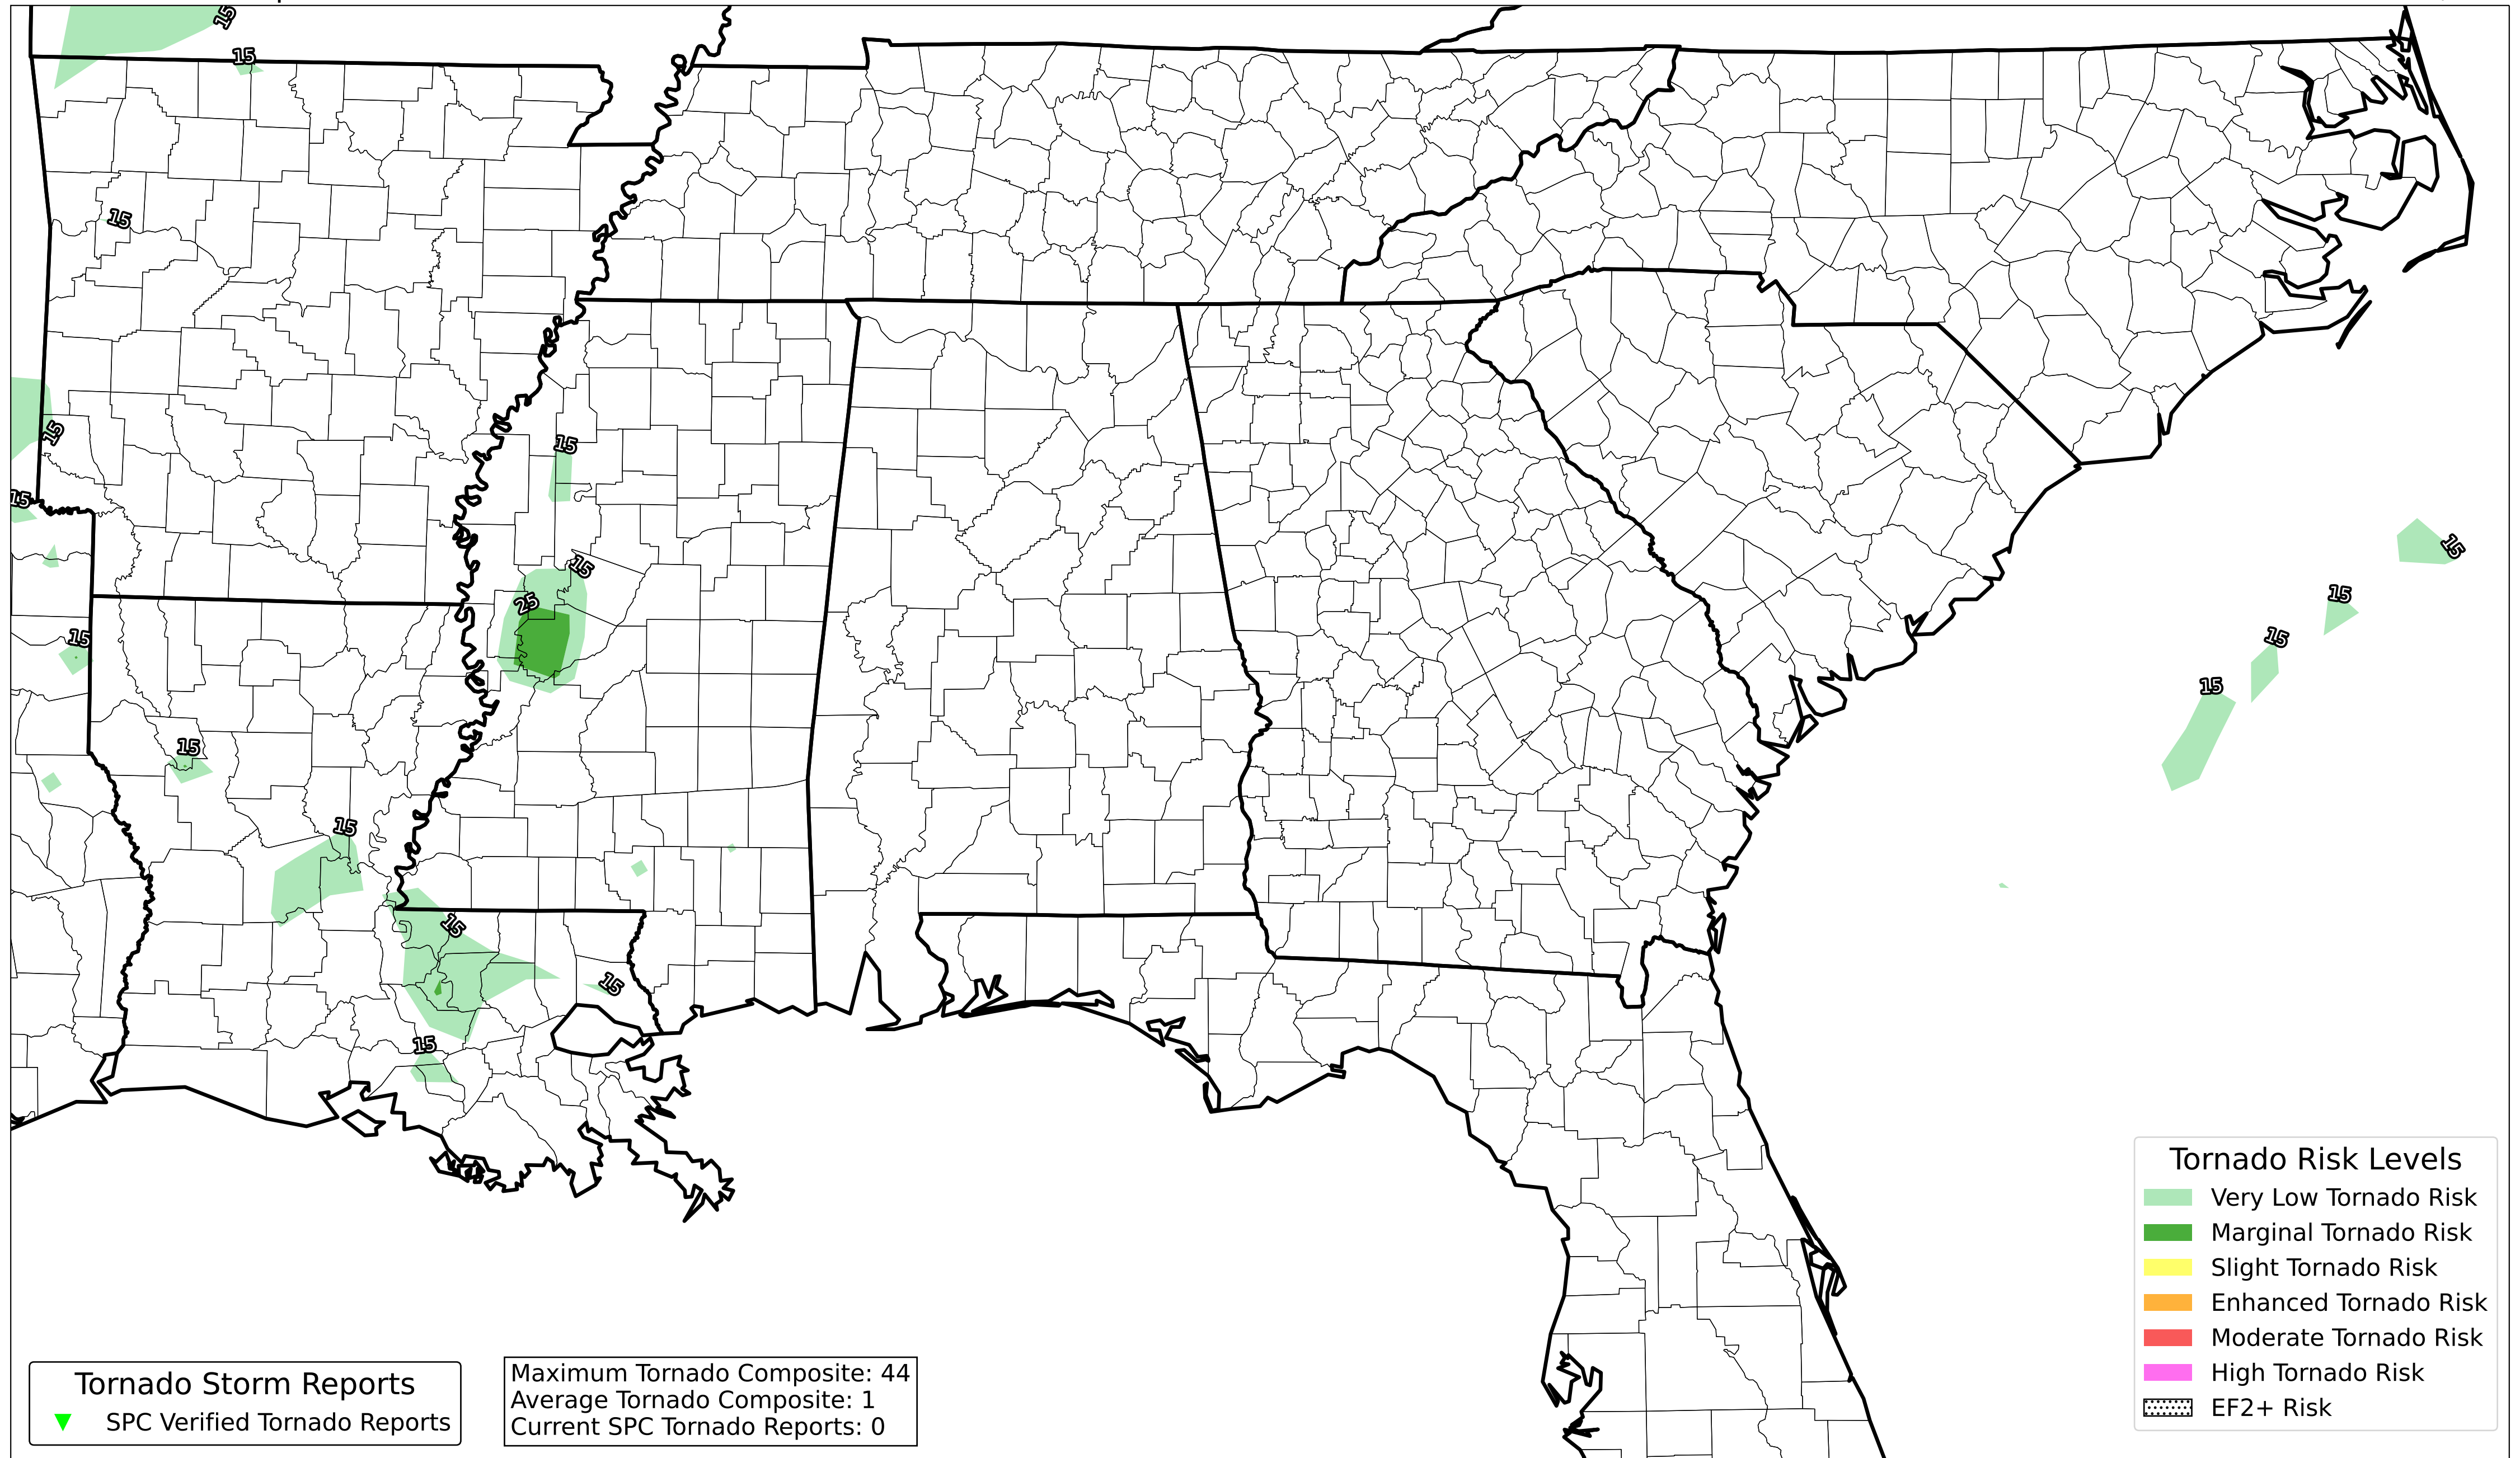 15
15
15
15
15
15
15
25
15
15
15
15
15
15
15
15
15
15
15
Tornado Risk Levels
Very Low Tornado Risk
Marginal Tornado Risk
Slight Tornado Risk
Enhanced Tornado Risk
Moderate Tornado Risk
High Tornado Risk
EF2+ Risk
Tornado Storm Reports
SPC Verified Tornado Reports
Maximum Tornado Composite: 44
Average Tornado Composite: 1
Current SPC Tornado Reports: 0